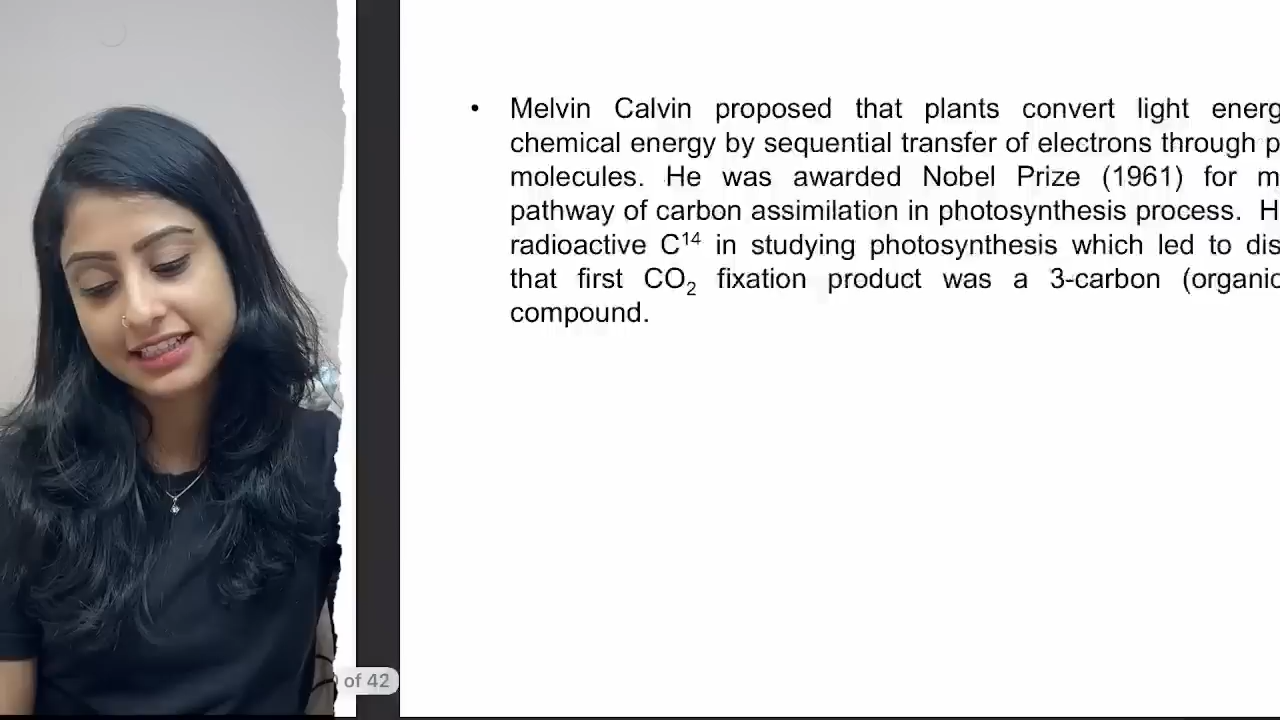 • Melvin Calvin proposed that plants convert light energ
chemical energy by sequential transfer of electrons through p
molecules. He was awarded Nobel Prize (1961) for m
pathway of carbon assimilation in photosynthesis process. H
radioactive C¹⁴ in studying photosynthesis which led to dis
that first CO₂ fixation product was a 3-carbon (organic
compound.
of 42